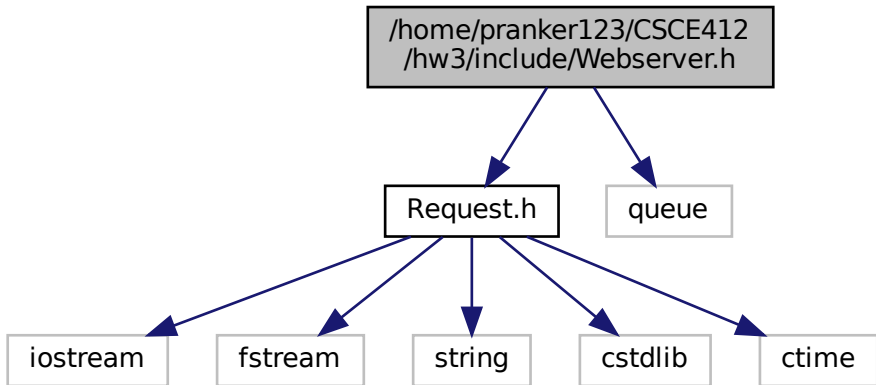 /home/pranker123/CSCE412
/hw3/include/Webserver.h
Request.h
queue
iostream
fstream
string
cstdlib
ctime